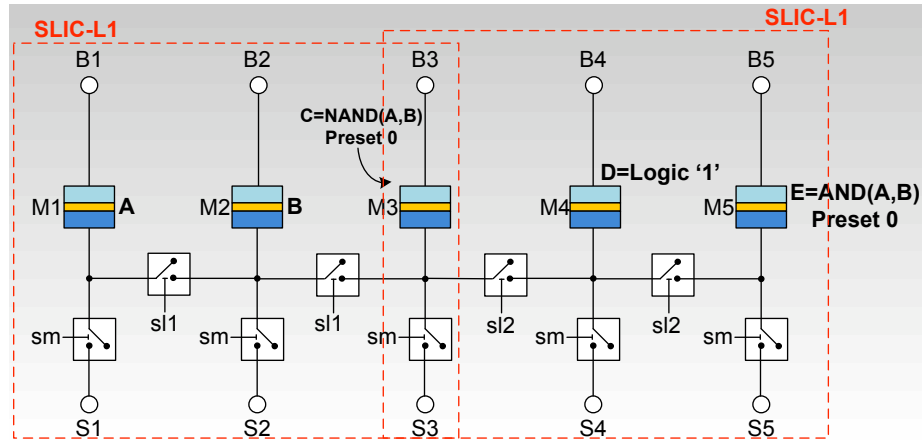 SLIC-L1
SLIC-L1
B1
B2
B3
B4
B5
C=NAND(A,B)
Preset 0
D=Logic ‘1’
M1
A
M2
B
M3
M4
M5
E=AND(A,B)
Preset 0
sl1
sl1
sl2
sl2
sm
sm
sm
sm
sm
S1
S2
S3
S4
S5